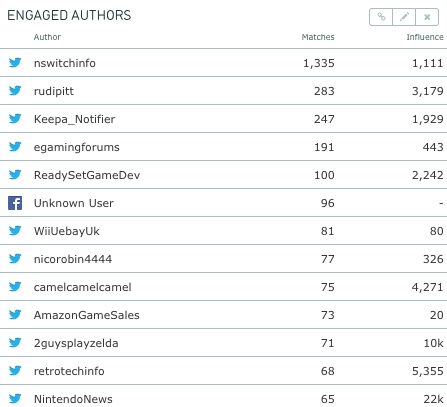 ENGAGED AUTHORS
Author Matches Influence
nswitchinfo 1,335 1,111
rudipitt 283 3,179
Keepa_Notifier 247 1,929
egamingforums 191 443
ReadySetGameDev 100 2,242
Unknown User 96 -
WiiUebayUk 81 80
nicorobin4444 77 326
camelcamelcamel 75 4,271
AmazonGameSales 73 20
2guysplayzelda 71 10k
retrotechinfo 68 5,355
NintendoNews 65 22k